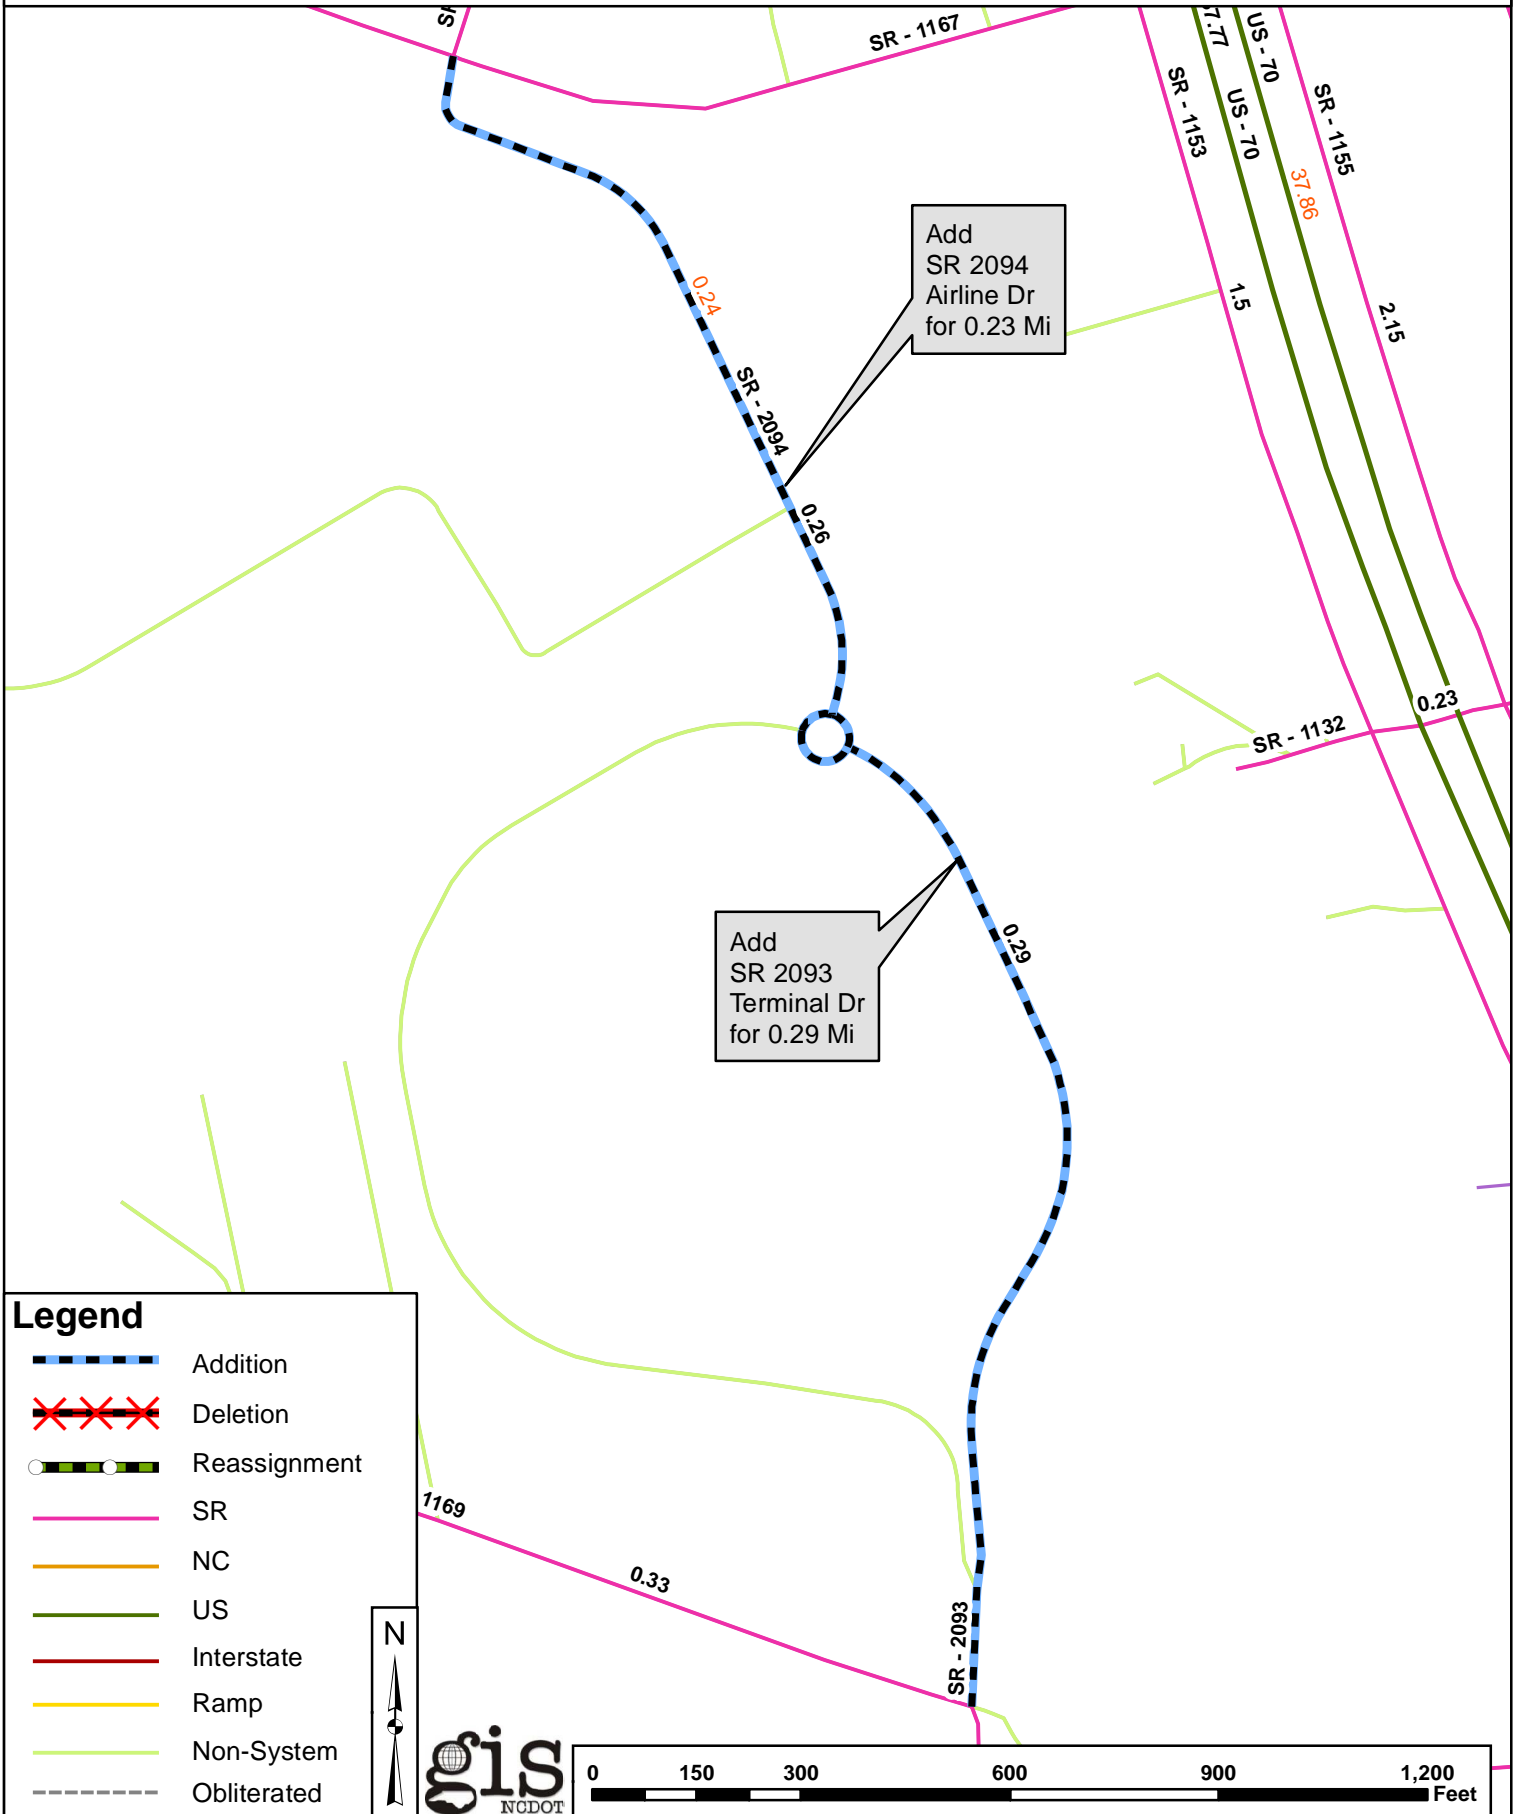 SR - 1167
US - 70
SR - 1153
US - 70
SR - 1155
37.86
Add
SR 2094
Airline Dr
for 0.23 Mi
0.24
1.5
2.15
SR - 2094
0.26
0.23
SR - 1132
Add
SR 2093
Terminal Dr
for 0.29 Mi
0.29
1169
0.33
SR - 2093
Legend
Addition
Deletion
Reassignment
SR
NC
US
Interstate
Ramp
Non-System
Obliterated
N
gis
NCDOT
0 150 300 600 900 1,200
Feet